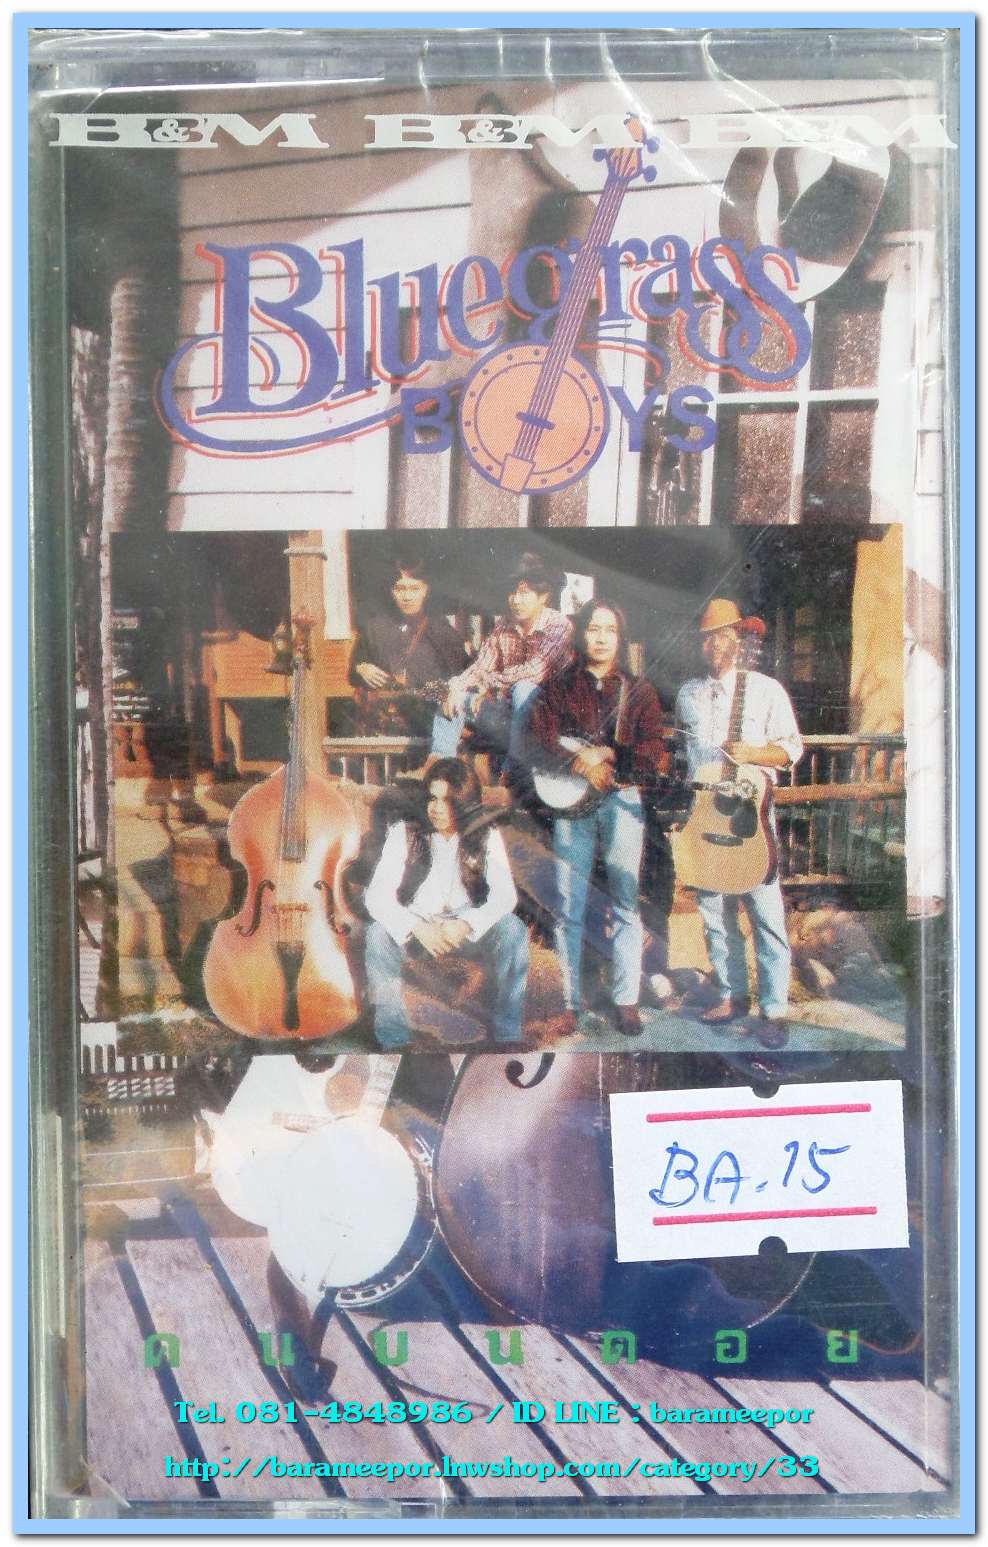 B&M B&M B&M
Bluegrass
BOYS
BA.15
คนบนดอย
Tel. 081-4848986 / ID LINE : barameepor
http://barameepor.lnwshop.com/category/33